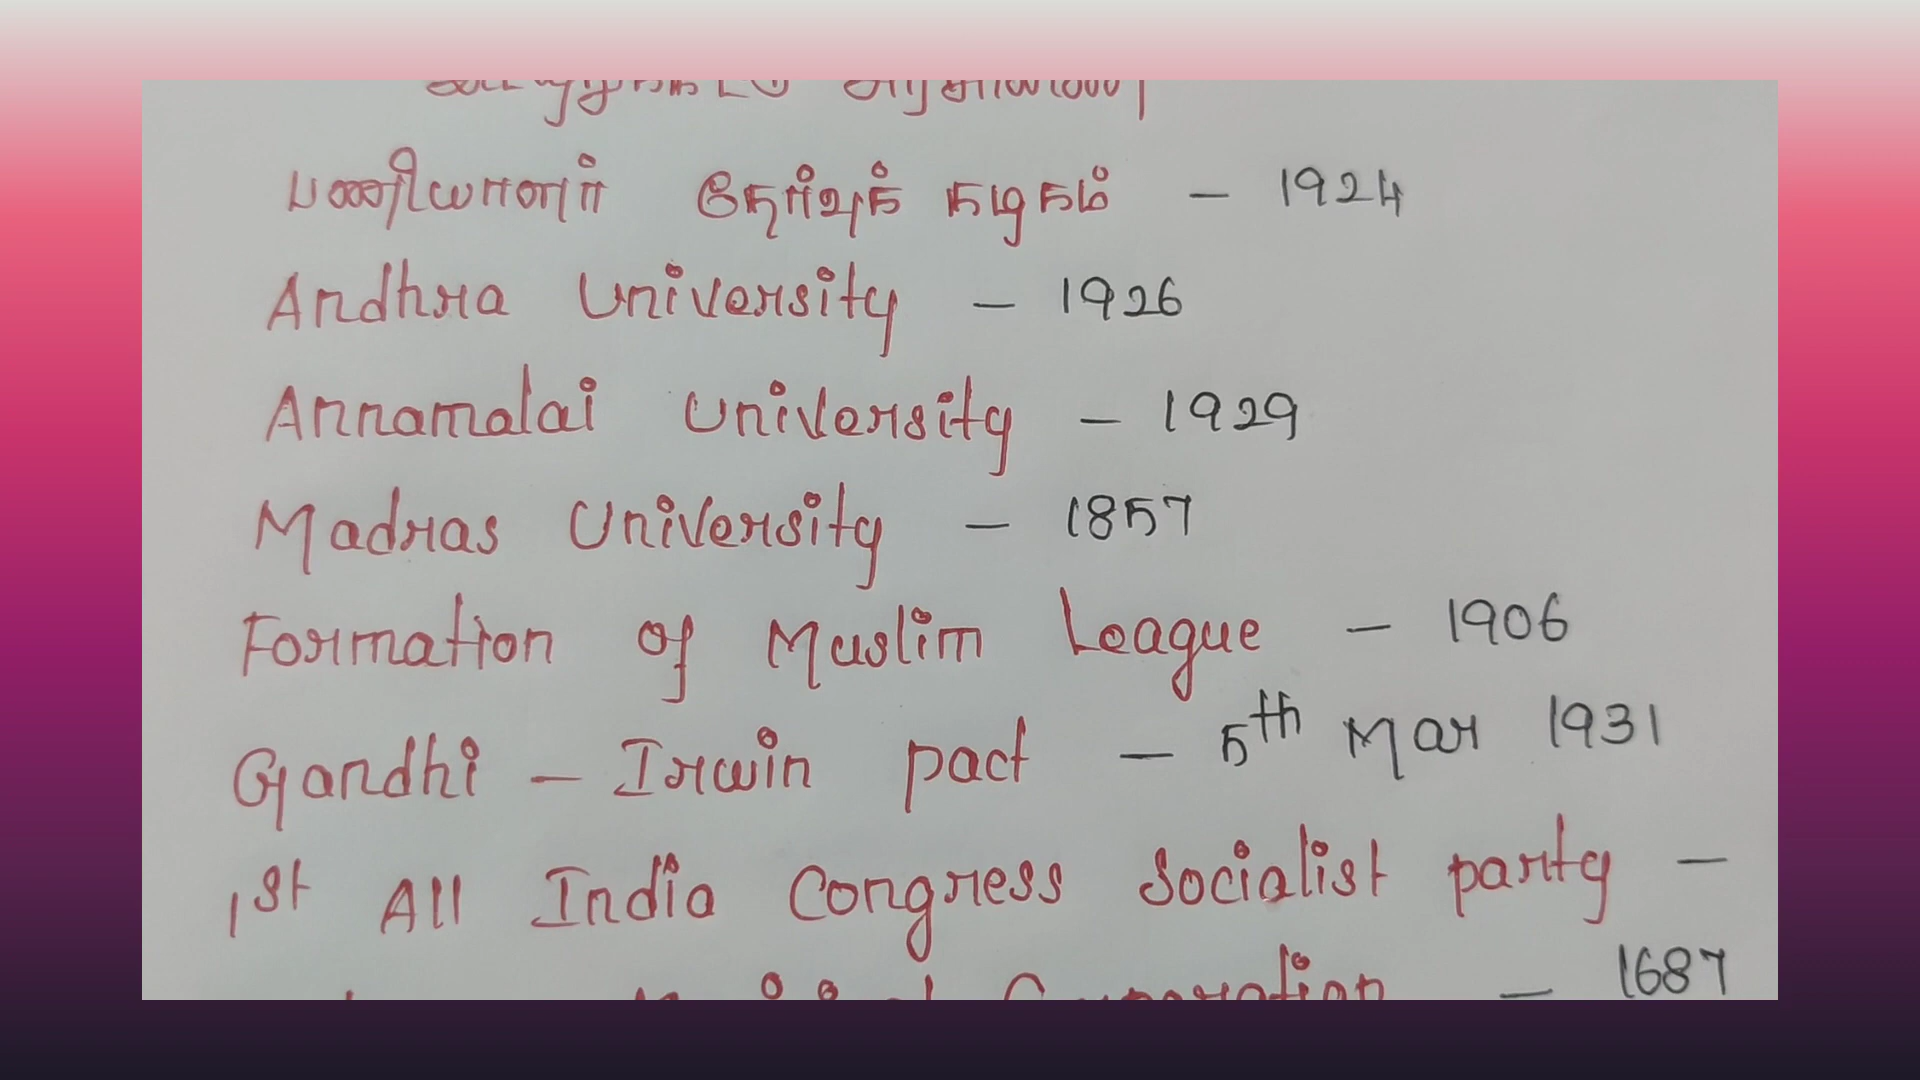 பணியாளர் தேர்வுக் கழகம் - 1924
Andhra University - 1926
Annamalai University - 1929
Madras University - 1857
Formation of Muslim League - 1906
Gandhi - Irwin pact - 5th Mar 1931
1st All India Congress Socialist party -
Corporation - 1687